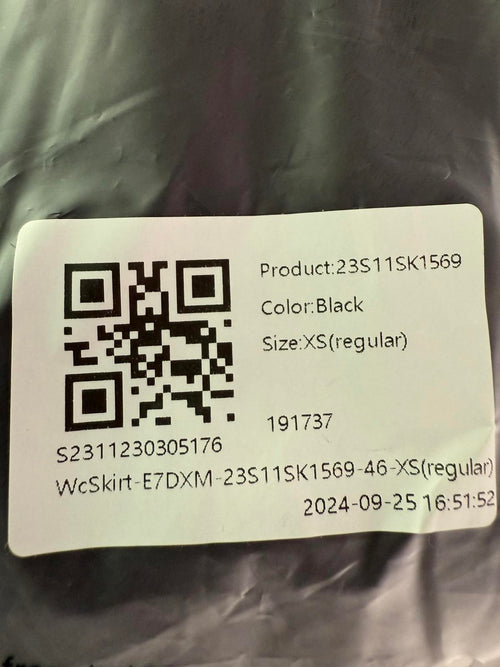 Product:23S11SK1569
Color:Black
Size:XS(regular)
191737
S2311230305176
WcSkirt-E7DXM-23S11SK1569-46-XS(regular)
2024-09-25 16:51:52